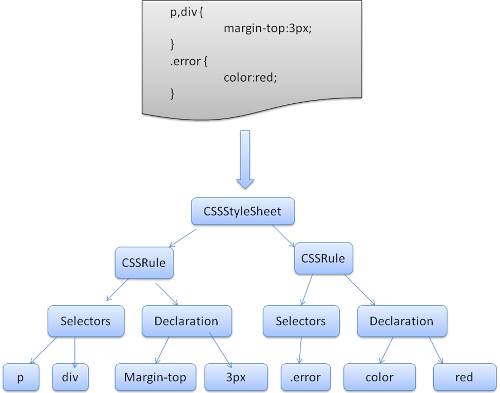 p,div {
margin-top:3px;
}
.error {
color:red;
}
CSSStyleSheet
CSSRule
CSSRule
Selectors
Declaration
Selectors
Declaration
p
div
Margin-top
3px
.error
color
red